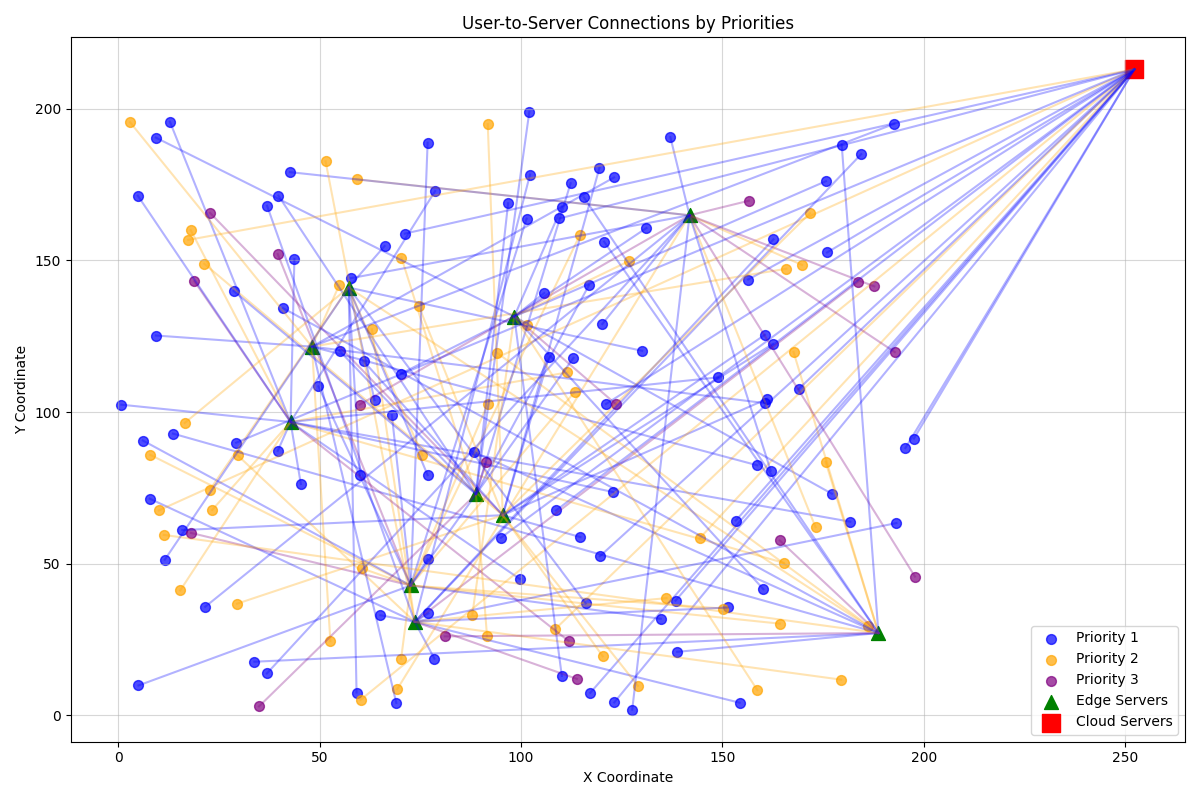 User-to-Server Connections by Priorities
Y Coordinate
200
150
100
50
0
0 50 100 150 200 250
X Coordinate
Priority 1
Priority 2
Priority 3
Edge Servers
Cloud Servers